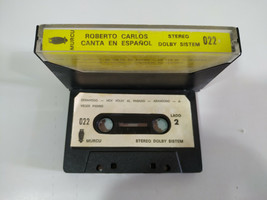 ROBERTO CARLOS
CANTA EN ESPAÑOL
STEREO
DOLBY SISTEM
022
MURCU
022
LADO
2
MURCU
STEREO DOLBY SISTEM